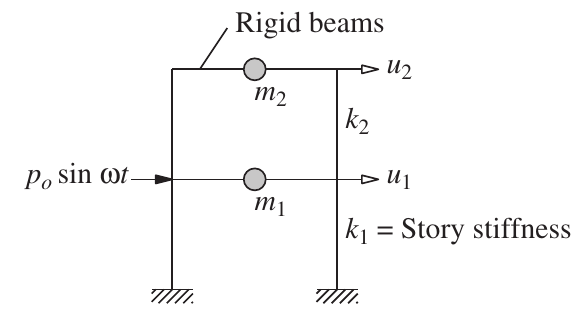 Rigid beams
u₂
m₂
k₂
pₒ sin ωt
u₁
m₁
k₁ = Story stiffness